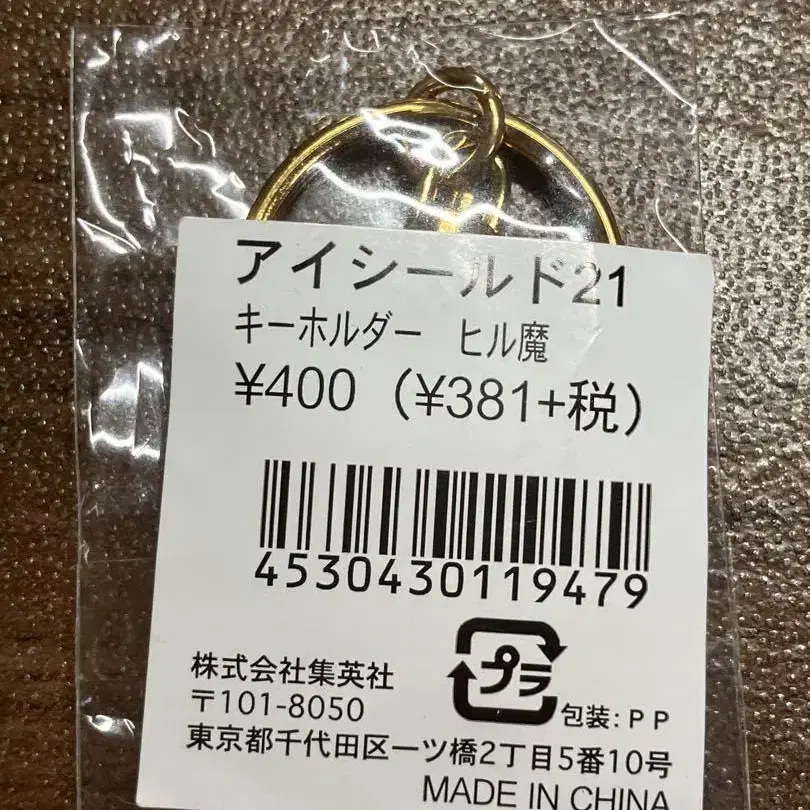 アイシールド21
キーホルダー ヒル魔
¥400 (¥381+税)
4530430119479
プラ
株式会社集英社
〒101-8050
包装:PP
東京都千代田区一ツ橋2丁目5番10号
MADE IN CHINA